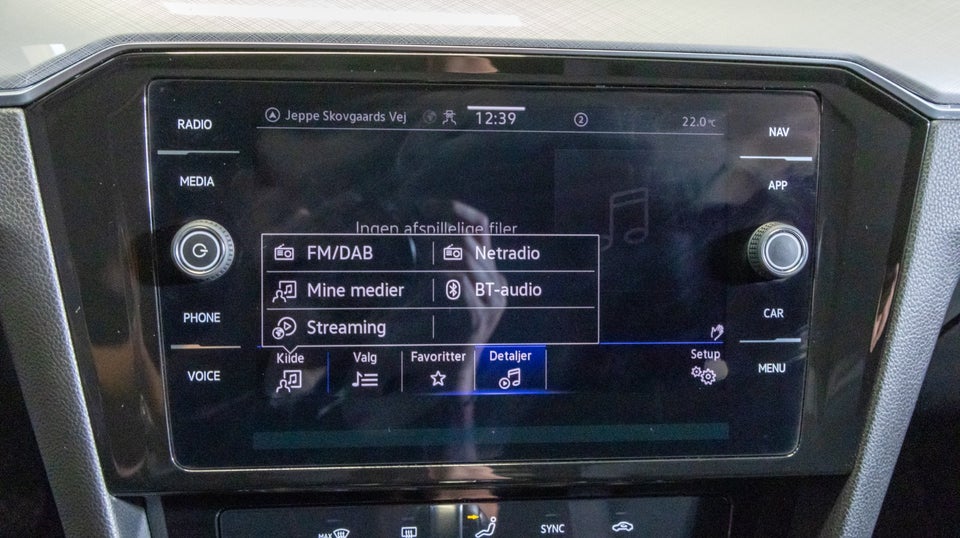 RADIO
MEDIA
PHONE
VOICE
Jeppe Skovgaards Vej
12:39
2
22.0°C
Ingen afspillelige filer
FM/DAB
Netradio
Mine medier
BT-audio
Streaming
Kilde
Valg
Favoritter
Detaljer
Setup
NAV
APP
CAR
MENU
MAX
SYNC